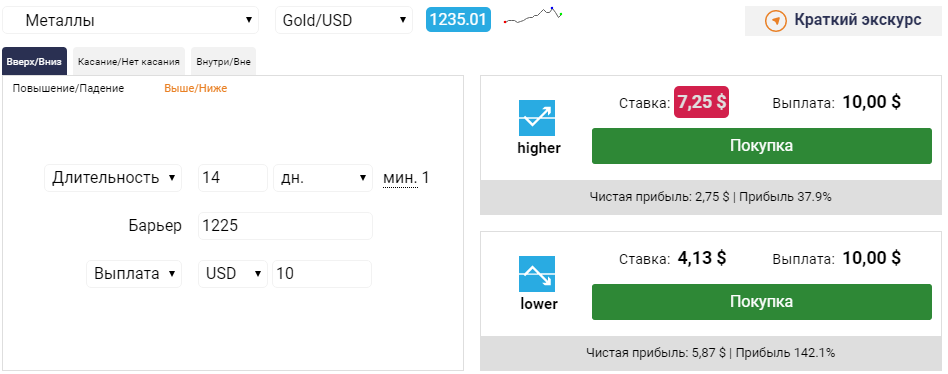 Металлы Gold/USD 1235.01 Краткий экскурс
Вверх/Вниз Касание/Нет касания Внутри/Вне
Повышение/Падение Выше/Ниже
Длительность 14 дн. мин. 1
Барьер 1225
Выплата USD 10
Ставка: 7,25 $ Выплата: 10,00 $
higher
Покупка
Чистая прибыль: 2,75 $ | Прибыль 37.9%
Ставка: 4,13 $ Выплата: 10,00 $
lower
Покупка
Чистая прибыль: 5,87 $ | Прибыль 142.1%